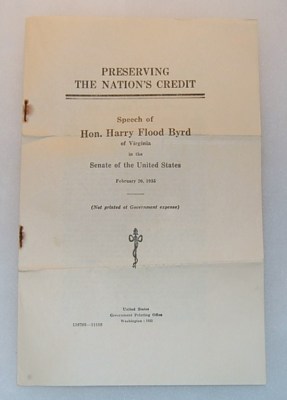 PRESERVING
THE NATION'S CREDIT
Speech of
Hon. Harry Flood Byrd
of Virginia
in the
Senate of the United States
February
(Not printed at Government expense)
United States
Government Printing Office
Washington